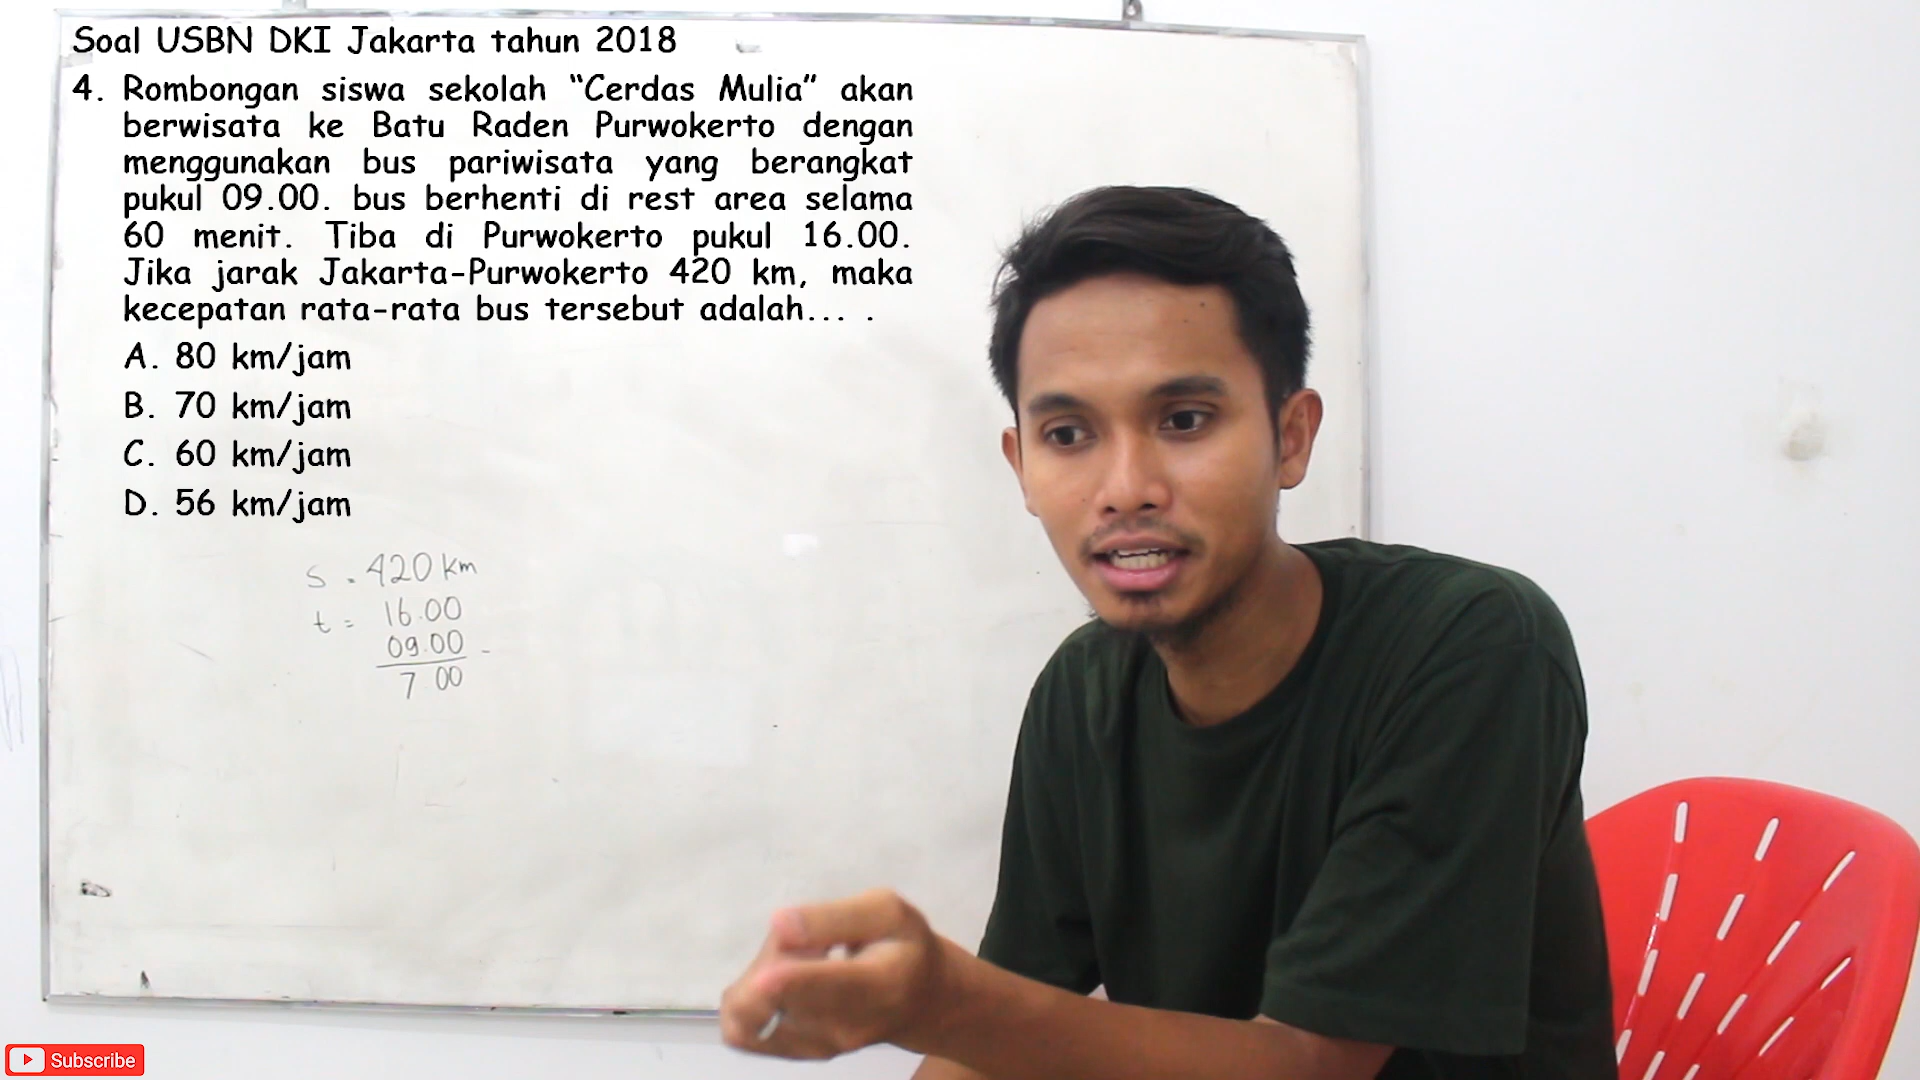 Soal USBN DKI Jakarta tahun 2018
4. Rombongan siswa sekolah “Cerdas Mulia” akan
berwisata ke Batu Raden Purwokerto dengan
menggunakan bus pariwisata yang berangkat
pukul 09.00. bus berhenti di rest area selama
60 menit. Tiba di Purwokerto pukul 16.00.
Jika jarak Jakarta-Purwokerto 420 km, maka
kecepatan rata-rata bus tersebut adalah... .
A. 80 km/jam
B. 70 km/jam
C. 60 km/jam
D. 56 km/jam
s = 420 km
t = 16.00
09.00 -
7 00
Subscribe